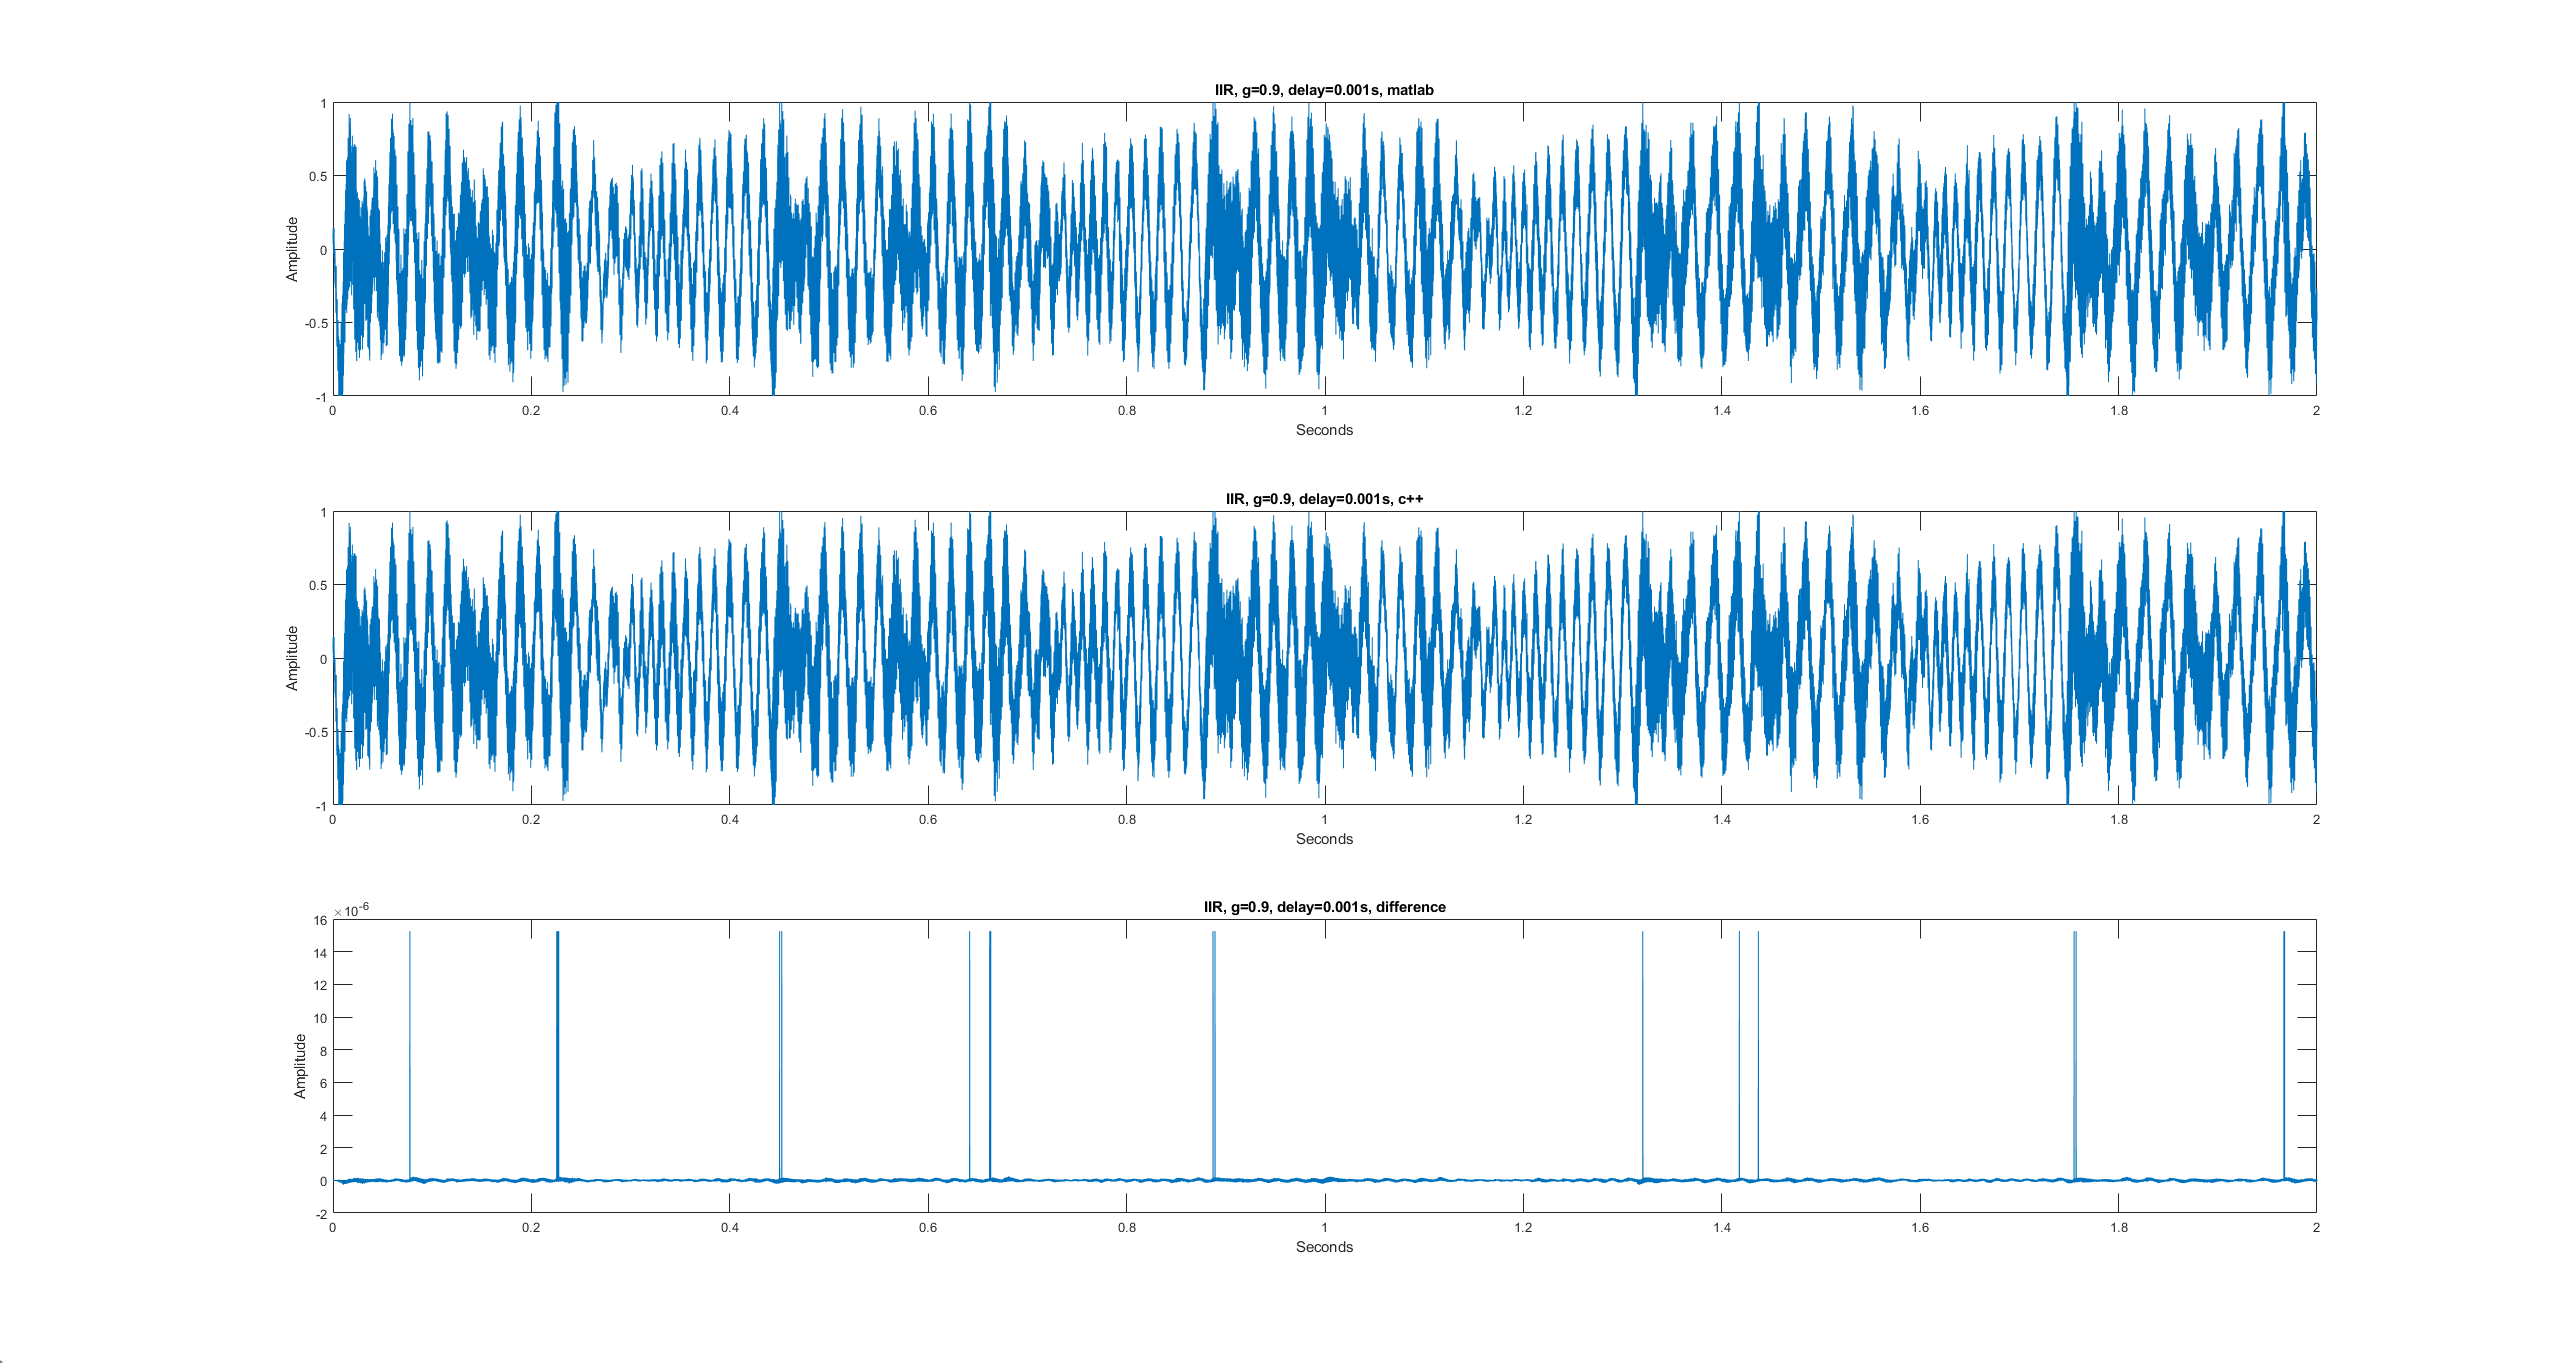 IIR, g=0.9, delay=0.001s, matlab
1
0.5
0
-0.5
-1
Amplitude
0 0.2 0.4 0.6 0.8 1 1.2 1.4 1.6 1.8 2
Seconds
IIR, g=0.9, delay=0.001s, c++
1
0.5
0
-0.5
-1
Amplitude
0 0.2 0.4 0.6 0.8 1 1.2 1.4 1.6 1.8 2
Seconds
IIR, g=0.9, delay=0.001s, difference
×10-6
16
14
12
10
8
6
4
2
0
-2
Amplitude
0 0.2 0.4 0.6 0.8 1 1.2 1.4 1.6 1.8 2
Seconds